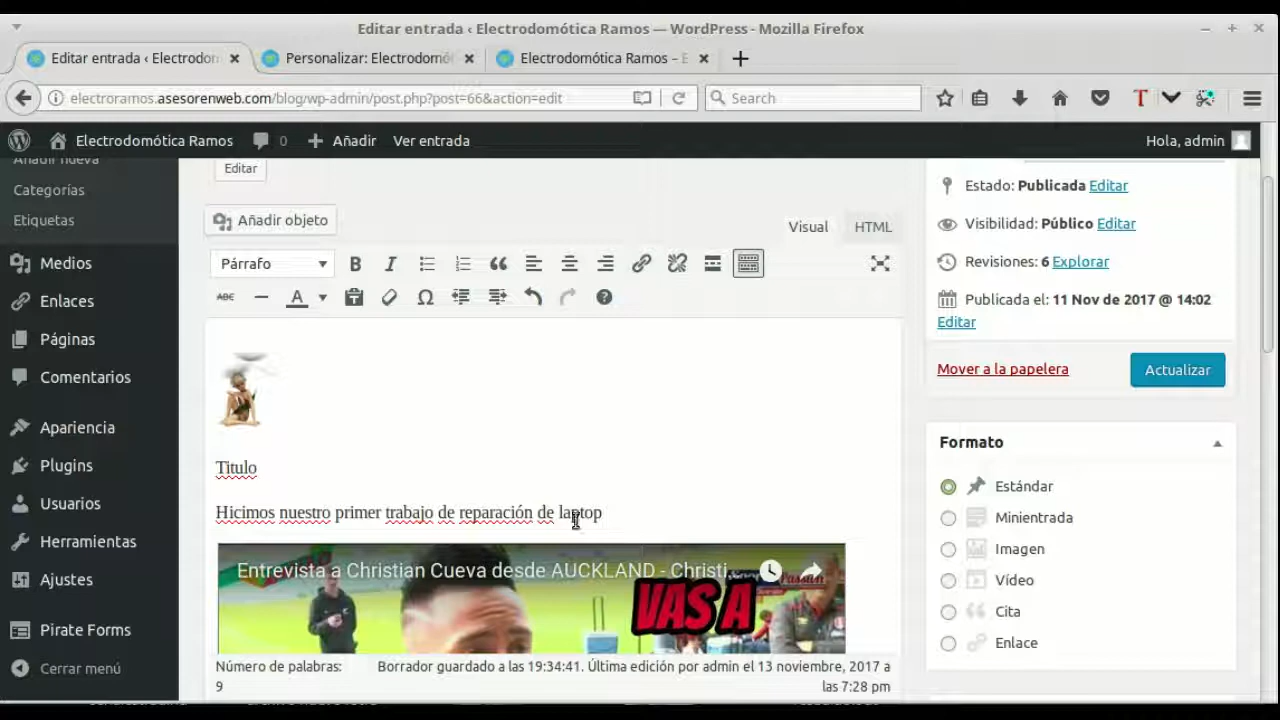 Editar entrada ‹ Electrodomótica Ramos — WordPress - Mozilla Firefox
Editar entrada ‹ Electrodor
Personalizar: Electrodomó
Electrodomótica Ramos – E
electroramos.asesorenweb.com/blog/wp-admin/post.php?post=66&action=edit
Search
Electrodomótica Ramos
0
Añadir
Ver entrada
Hola, admin
Añadir nueva
Categorías
Etiquetas
Medios
Enlaces
Páginas
Comentarios
Apariencia
Plugins
Usuarios
Herramientas
Ajustes
Pirate Forms
Cerrar menú
Editar
Añadir objeto
Visual
HTML
Párrafo
B I
ABC
A
Titulo
Hicimos nuestro primer trabajo de reparación de laptop
Entrevista a Christian Cueva desde AUCKLAND - Christi...
VAS A
Número de palabras:
9
Borrador guardado a las 19:34:41. Última edición por admin el 13 noviembre, 2017 a
las 7:28 pm
Estado: Publicada Editar
Visibilidad: Público Editar
Revisiones: 6 Explorar
Publicada el: 11 Nov de 2017 @ 14:02
Editar
Mover a la papelera
Actualizar
Formato
Estándar
Minientrada
Imagen
Vídeo
Cita
Enlace